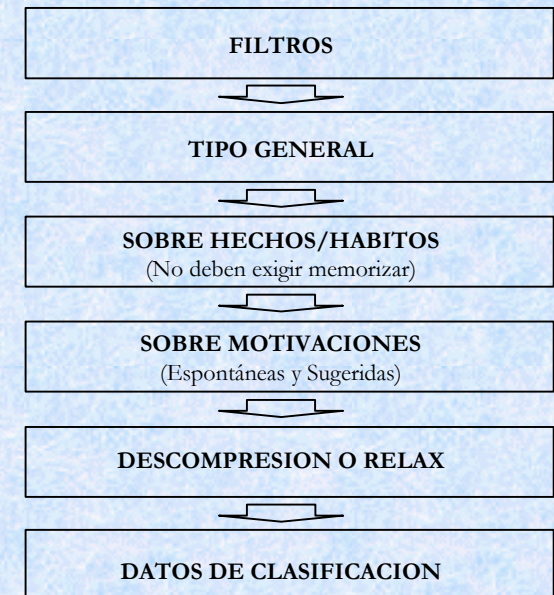 FILTROS
TIPO GENERAL
SOBRE HECHOS/HABITOS
(No deben exigir memorizar)
SOBRE MOTIVACIONES
(Espontáneas y Sugeridas)
DESCOMPRESION O RELAX
DATOS DE CLASIFICACION